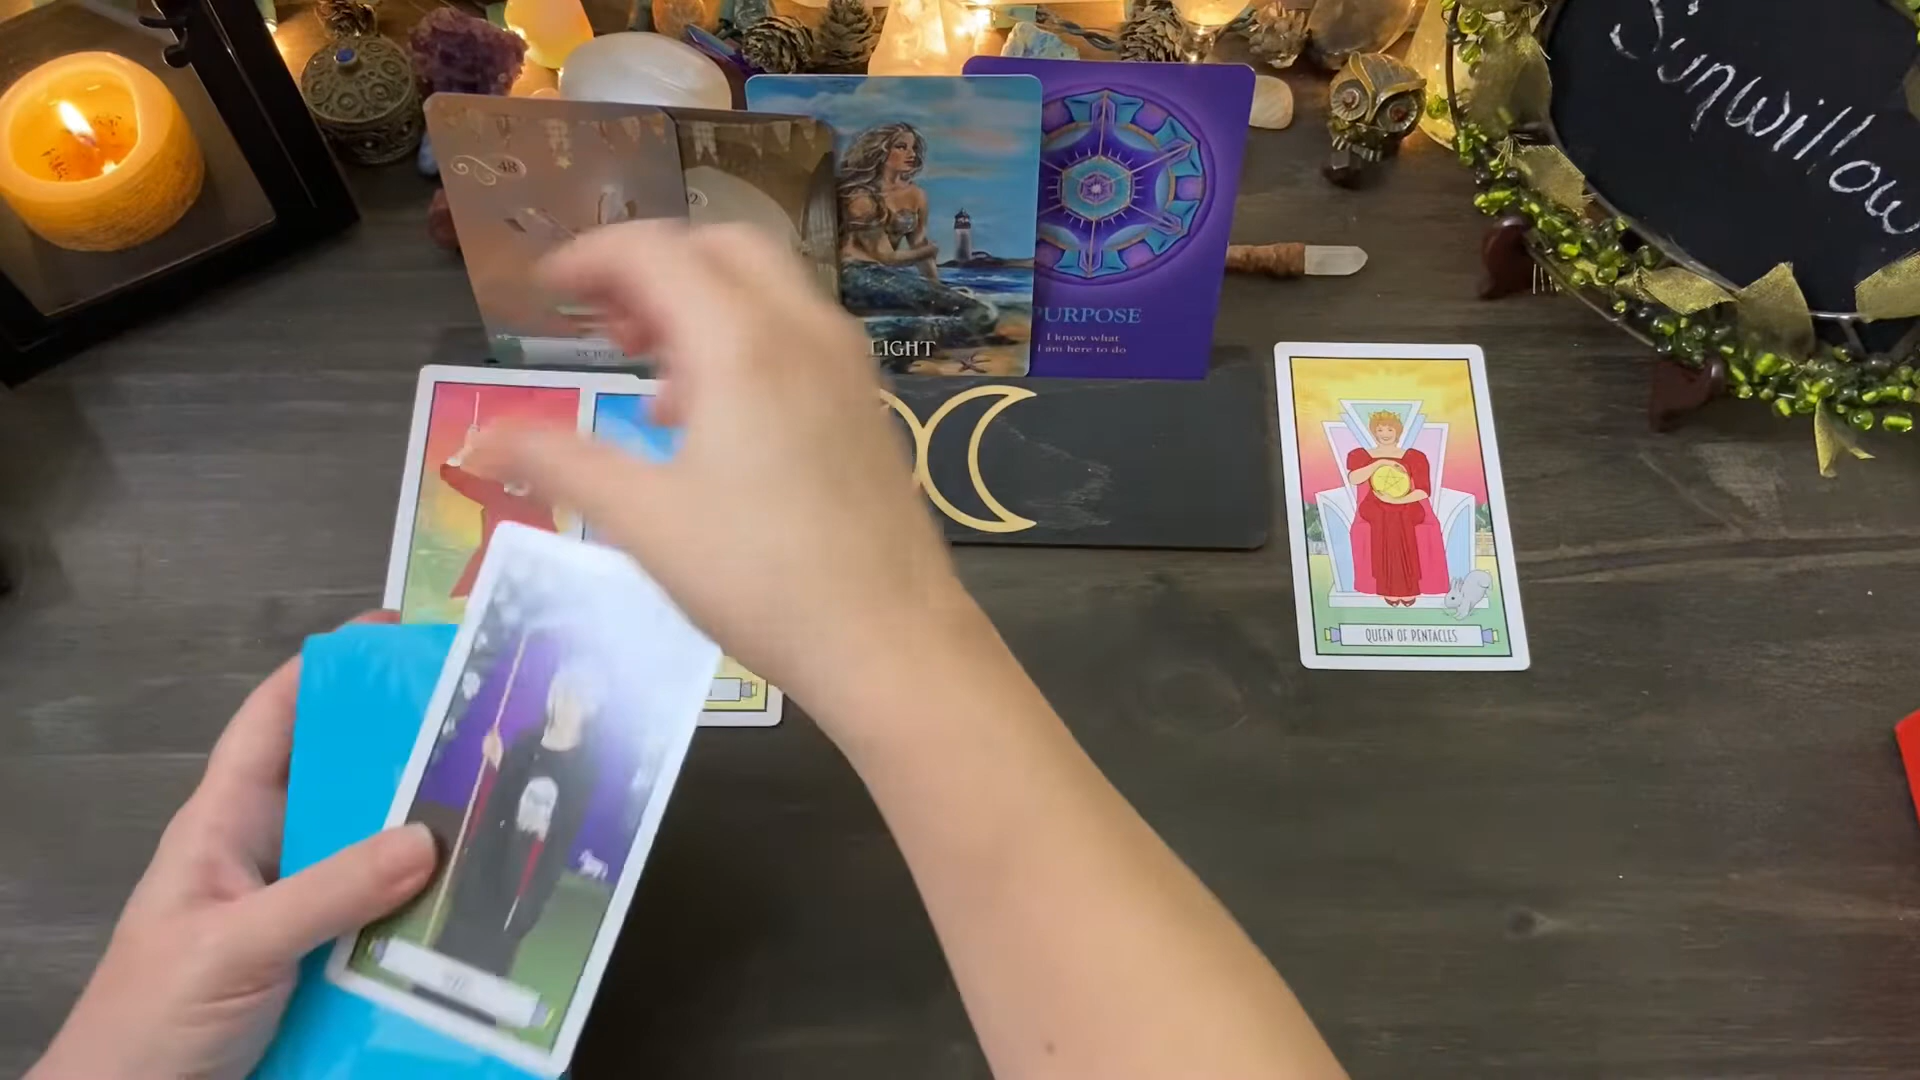 Sunwillow
48
LIGHT
PURPOSE
I know what
I am here to do
QUEEN OF PENTACLES